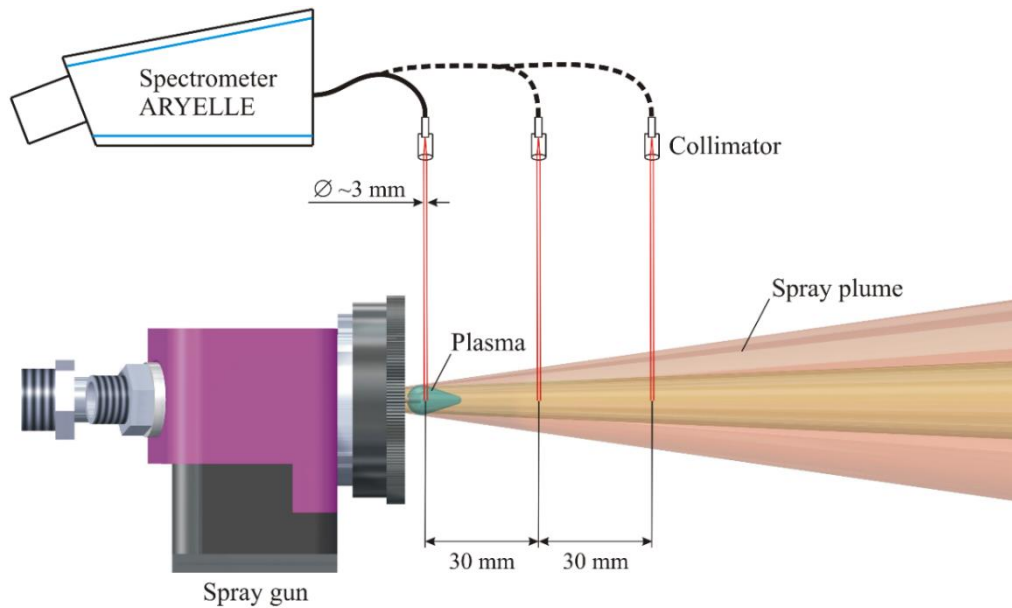 Spectrometer
ARYELLE
Collimator
∅ ~3 mm
Spray plume
Plasma
30 mm
30 mm
Spray gun